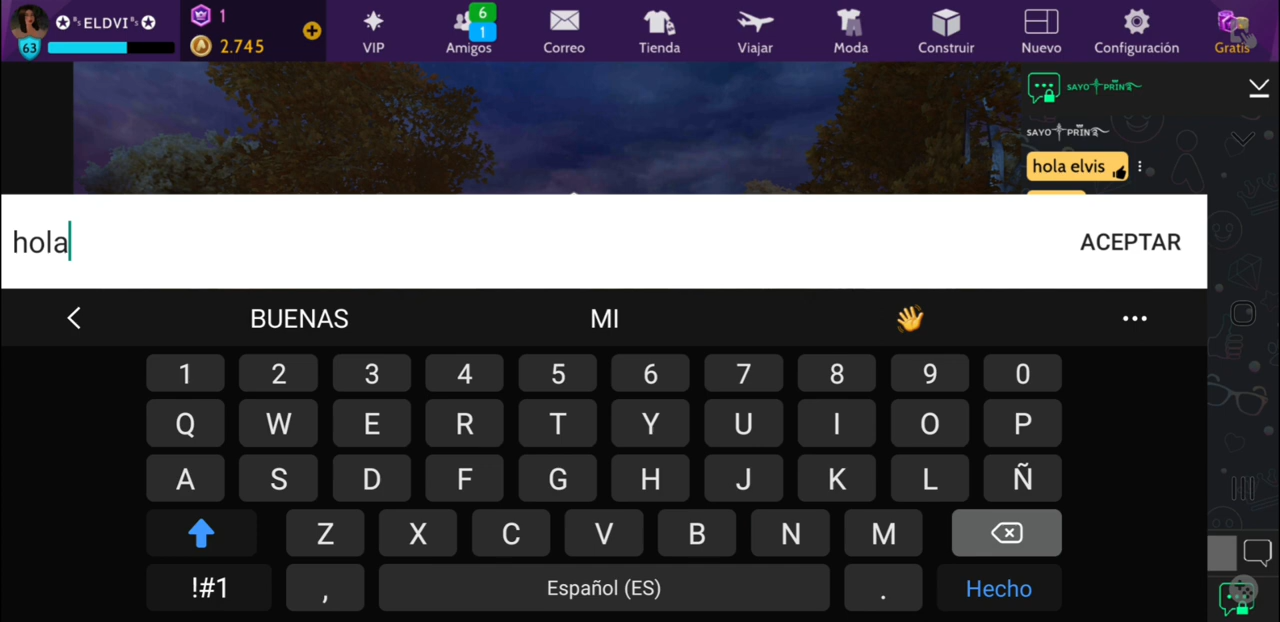 ✪ °s ELDVI °s ✪
63
1
2.745
VIP
6
1
Amigos
Correo
Tienda
Viajar
Moda
Construir
Nuevo
Configuración
Gratis
SAYO PRIN
SAYO PRIN
hola elvis
hola
ACEPTAR
BUENAS MI 👋
1 2 3 4 5 6 7 8 9 0
Q W E R T Y U I O P
A S D F G H J K L Ñ
Z X C V B N M
!#1 , Español (ES) . Hecho